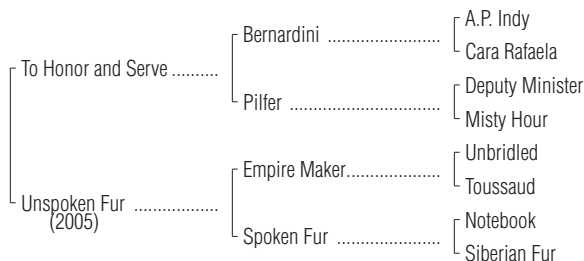 A.P. Indy
Bernardini ......................
Cara Rafaela
To Honor and Serve ..........
Deputy Minister
Pilfer ..............................
Misty Hour
Unbridled
Empire Maker...................
Toussaud
Unspoken Fur .................
(2005)
Notebook
Spoken Fur .....................
Siberian Fur